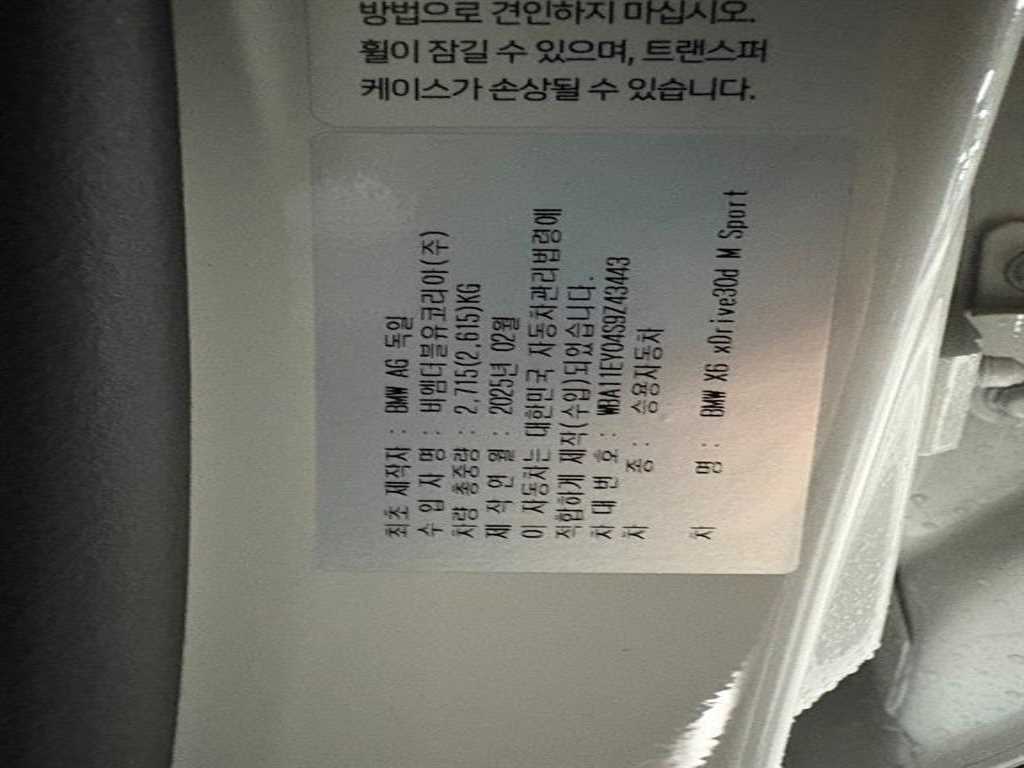 방법으로 견인하지 마십시오.
휠이 잠길 수 있으며, 트랜스퍼
케이스가 손상될 수 있습니다.
최초 제작자 : BMW AG 독일
수 입 자 명 : 비엠더블유코리아(주)
차량 총중량 : 2,715(2,615)KG
제 작 연 월 : 2025년 02월
이 자동차는 대한민국 자동차관리법령에
적합하게 제작(수입)되었습니다.
차 대 번 호 : WBA11EY04S9Z43443
차 종 : 승용자동차
차 명 : BMW X6 xDrive30d M Sport